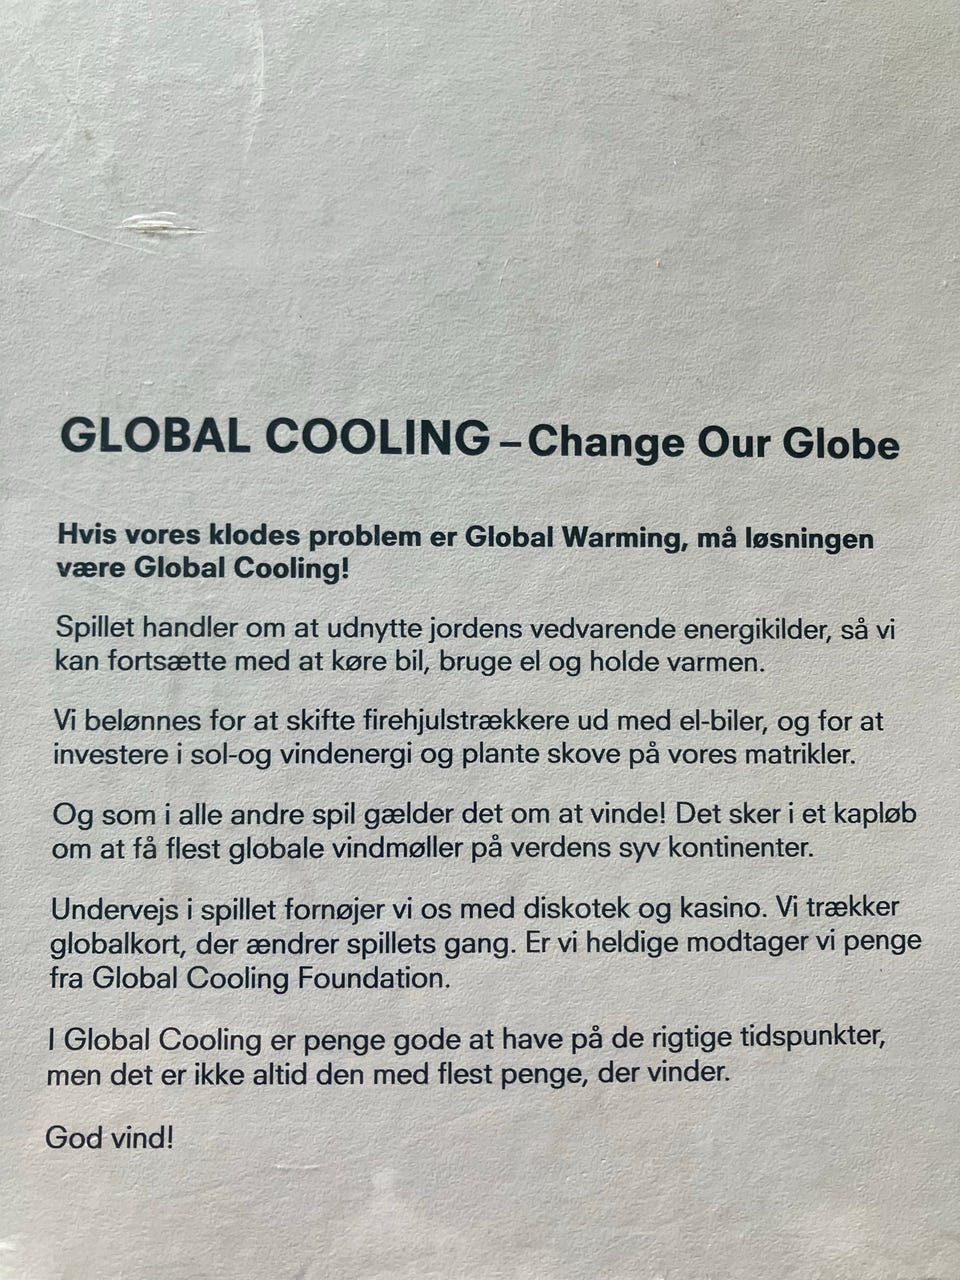 GLOBAL COOLING – Change Our Globe
Hvis vores klodes problem er Global Warming, må løsningen
være Global Cooling!
Spillet handler om at udnytte jordens vedvarende energikilder, så vi
kan fortsætte med at køre bil, bruge el og holde varmen.
Vi belønnes for at skifte firehjulstrækkere ud med el-biler, og for at
investere i sol-og vindenergi og plante skove på vores matrikler.
Og som i alle andre spil gælder det om at vinde! Det sker i et kapløb
om at få flest globale vindmøller på verdens syv kontinenter.
Undervejs i spillet fornøjer vi os med diskotek og kasino. Vi trækker
globalkort, der ændrer spillets gang. Er vi heldige modtager vi penge
fra Global Cooling Foundation.
I Global Cooling er penge gode at have på de rigtige tidspunkter,
men det er ikke altid den med flest penge, der vinder.
God vind!